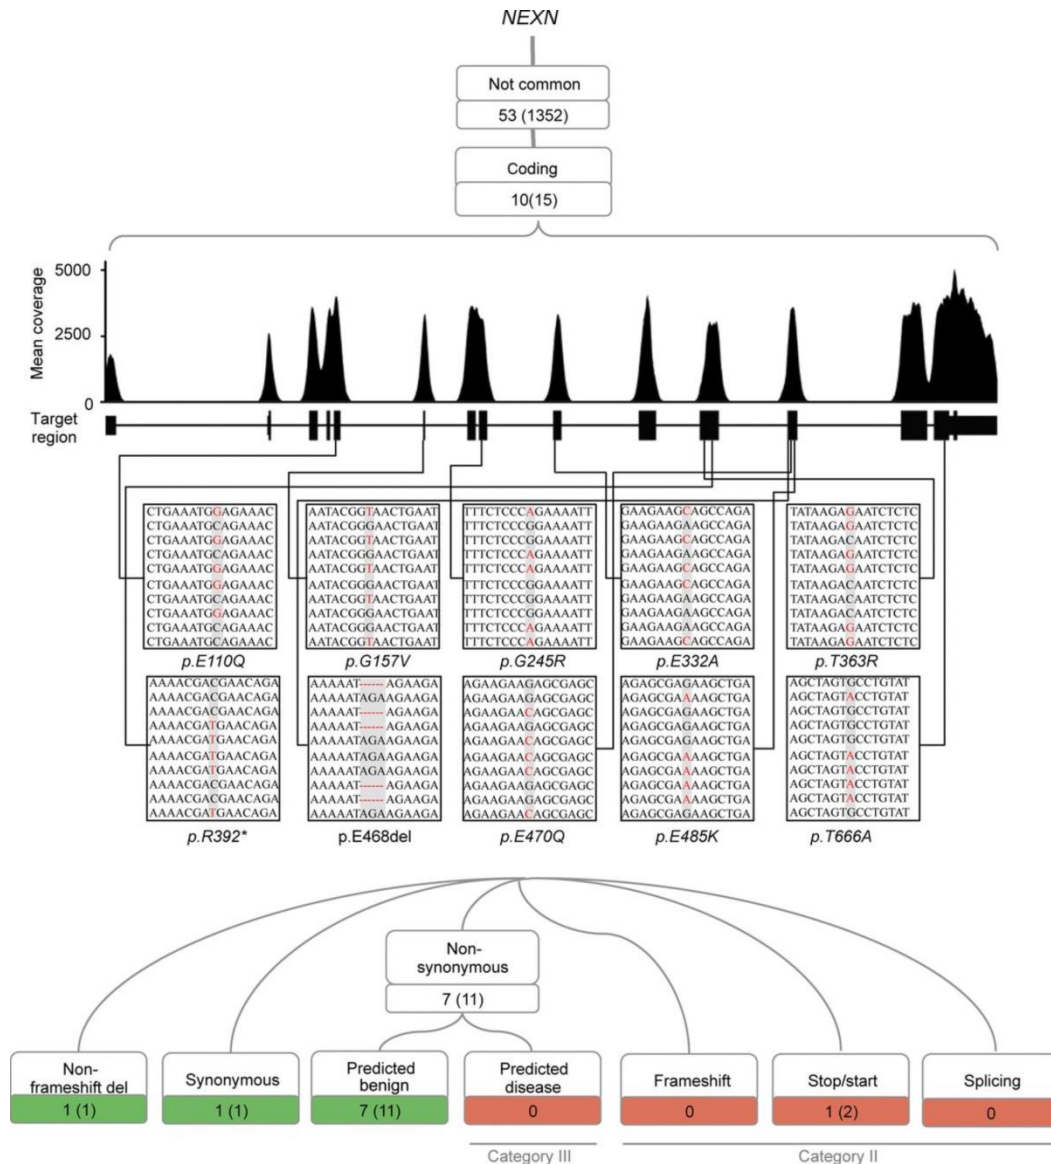 NEXN
Not common
53 (1352)
Coding
10(15)
Mean coverage
5000
2500
0
Target
region
CTGAAATGGAGAAAC
CTGAAATGCAGAAAC
CTGAAATGGAGAAAC
CTGAAATGCAGAAAC
CTGAAATGGAGAAAC
CTGAAATGGAGAAAC
CTGAAATGCAGAAAC
CTGAAATGGAGAAAC
CTGAAATGCAGAAAC
CTGAAATGCAGAAAC
p.E110Q
AATACGGTAACTGAAT
AATACGGGAACTGAAT
AATACGGTAACTGAAT
AATACGGGAACTGAAT
AATACGGTAACTGAAT
AATACGGGAACTGAAT
AATACGGTAACTGAAT
AATACGGGAACTGAAT
AATACGGGAACTGAAT
AATACGGTAACTGAAT
p.G157V
TTTCTCCCAGAAAATT
TTTCTCCCGGAAAATT
TTTCTCCCGGAAAATT
TTTCTCCCAGAAAATT
TTTCTCCCAGAAAATT
TTTCTCCCGGAAAATT
TTTCTCCCGGAAAATT
TTTCTCCCGGAAAATT
TTTCTCCCAGAAAATT
TTTCTCCCAGAAAATT
p.G245R
GAAGAAGCAGCCAGA
GAAGAAGAAGCCAGA
GAAGAAGCAGCCAGA
GAAGAAGAAGCCAGA
GAAGAAGCAGCCAGA
GAAGAAGCAGCCAGA
GAAGAAGAAGCCAGA
GAAGAAGAAGCCAGA
GAAGAAGAAGCCAGA
GAAGAAGCAGCCAGA
p.E332A
TATAAGAGAATCTCTC
TATAAGACAATCTCTC
TATAAGAGAATCTCTC
TATAAGAGAATCTCTC
TATAAGAGAATCTCTC
TATAAGACAATCTCTC
TATAAGACAATCTCTC
TATAAGACAATCTCTC
TATAAGAGAATCTCTC
TATAAGAGAATCTCTC
p.T363R
AAAACGACGAACAGA
AAAACGACGAACAGA
AAAACGACGAACAGA
AAAACGATGAACAGA
AAAACGATGAACAGA
AAAACGATGAACAGA
AAAACGATGAACAGA
AAAACGACGAACAGA
AAAACGACGAACAGA
AAAACGATGAACAGA
p.R392*
AAAAAT------AGAAGA
AAAAATAGAAGAAGA
AAAAAT------AGAAGA
AAAAAT------AGAAGA
AAAAATAGAAGAAGA
AAAAATAGAAGAAGA
AAAAATAGAAGAAGA
AAAAAT------AGAAGA
AAAAAT------AGAAGA
AAAAATAGAAGAAGA
p.E468del
AGAAGAAGAGCGAGC
AGAAGAAGAGCGAGC
AGAAGAACAGCGAGC
AGAAGAAGAGCGAGC
AGAAGAACAGCGAGC
AGAAGAACAGCGAGC
AGAAGAACAGCGAGC
AGAAGAAGAGCGAGC
AGAAGAAGAGCGAGC
AGAAGAACAGCGAGC
p.E470Q
AGAGCGAGAAGCTGA
AGAGCGAAAAGCTGA
AGAGCGAGAAGCTGA
AGAGCGAGAAGCTGA
AGAGCGAGAAGCTGA
AGAGCGAAAAGCTGA
AGAGCGAAAAGCTGA
AGAGCGAAAAGCTGA
AGAGCGAGAAGCTGA
AGAGCGAGAAGCTGA
p.E485K
AGCTAGTGCCTGTAT
AGCTAGTACCTGTAT
AGCTAGTGCCTGTAT
AGCTAGTGCCTGTAT
AGCTAGTGCCTGTAT
AGCTAGTACCTGTAT
AGCTAGTACCTGTAT
AGCTAGTACCTGTAT
AGCTAGTACCTGTAT
AGCTAGTGCCTGTAT
p.T666A
Non-
synonymous
7 (11)
Non-
frameshift del
1 (1)
Synonymous
1 (1)
Predicted
benign
7 (11)
Predicted
disease
0
Frameshift
0
Stop/start
1 (2)
Splicing
0
Category III
Category II